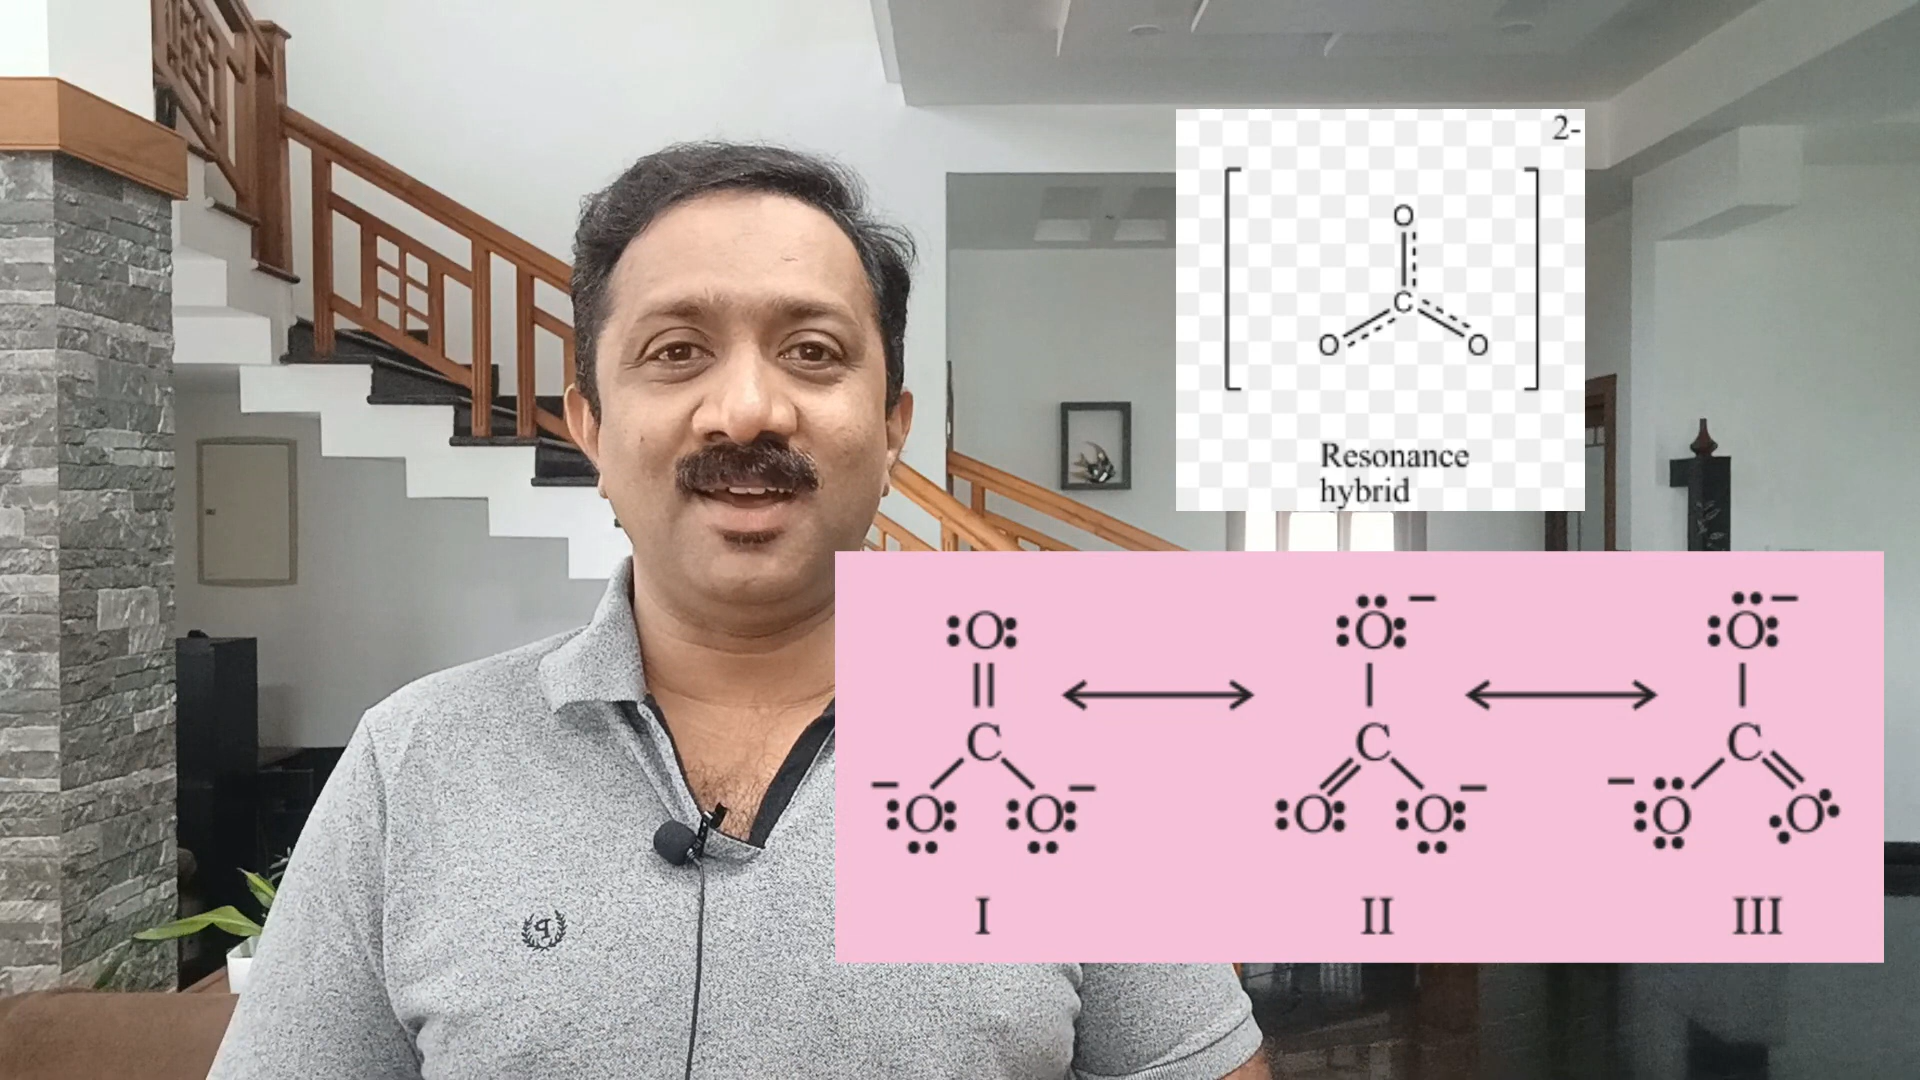 2-
O
C
O O
Resonance
hybrid
:O: :O: − :O: −
C C C
− :O: :O: − :O: :O: − − :O: O
I II III